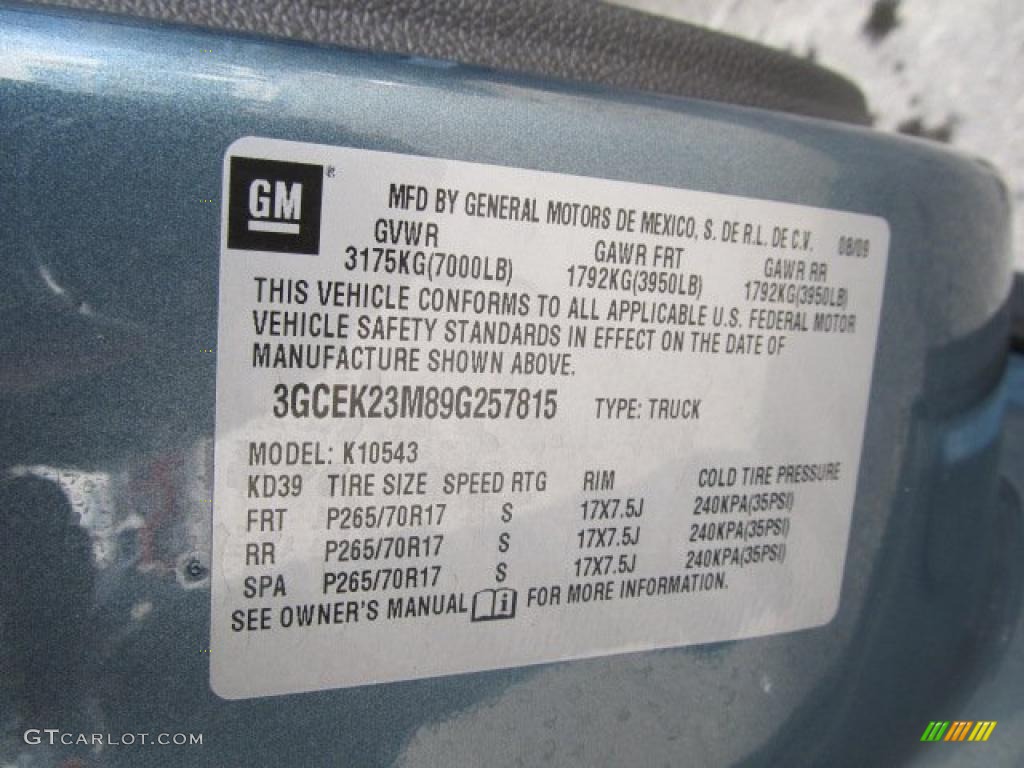 GM®
MFD BY GENERAL MOTORS DE MEXICO, S. DE R.L. DE C.V. 08/09
GVWR GAWR FRT GAWR RR
3175KG(7000LB) 1792KG(3950LB) 1792KG(3950LB)
THIS VEHICLE CONFORMS TO ALL APPLICABLE U.S. FEDERAL MOTOR
VEHICLE SAFETY STANDARDS IN EFFECT ON THE DATE OF
MANUFACTURE SHOWN ABOVE.
3GCEK23M89G257815 TYPE: TRUCK
MODEL: K10543
KD39 TIRE SIZE SPEED RTG RIM COLD TIRE PRESSURE
FRT P265/70R17 S 17X7.5J 240KPA(35PSI)
RR P265/70R17 S 17X7.5J 240KPA(35PSI)
SPA P265/70R17 S 17X7.5J 240KPA(35PSI)
SEE OWNER'S MANUAL i FOR MORE INFORMATION.
GTCARLOT.COM